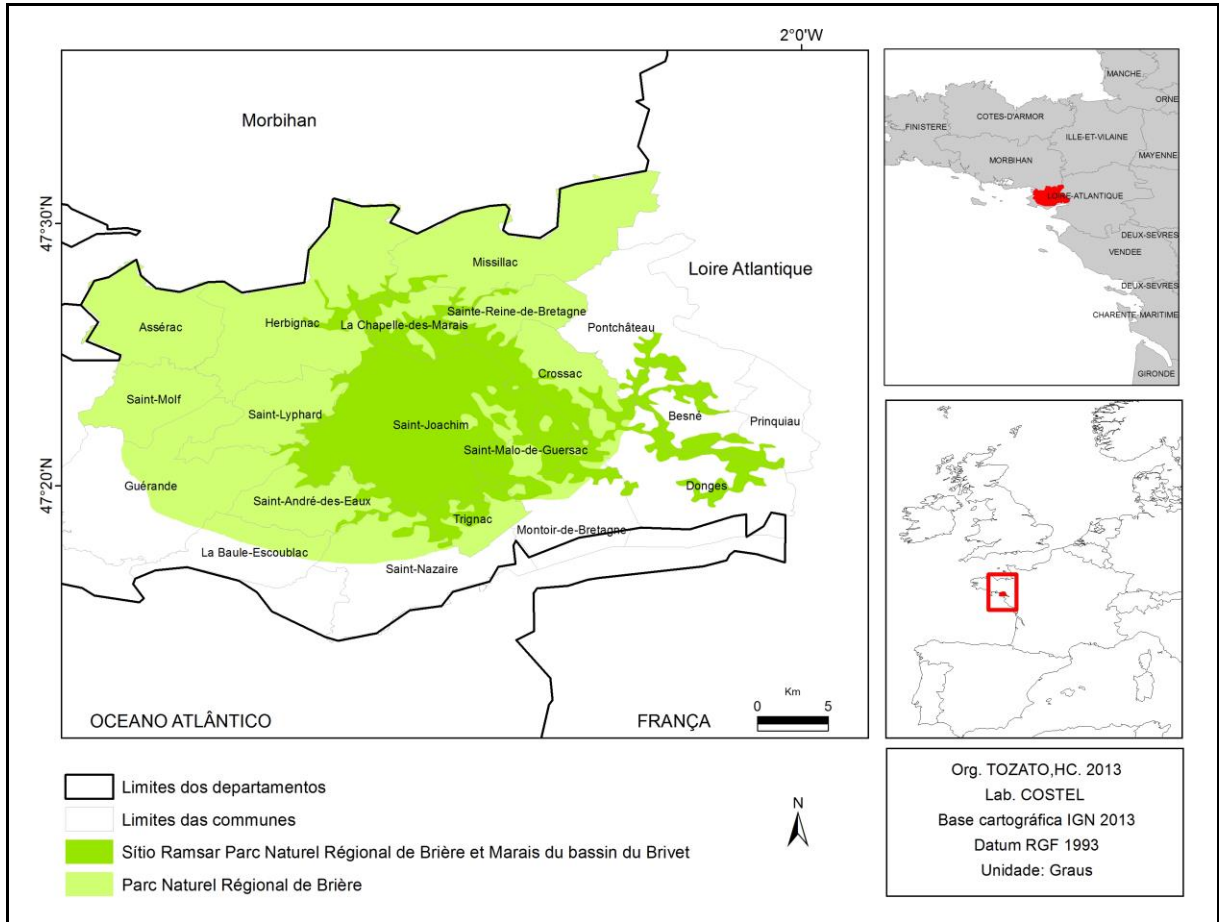 2°0'W
47°30'N
47°20'N
Morbihan
Loire Atlantique
Missillac
Assérac
Herbignac
La Chapelle-des-Marais
Sainte-Reine-de-Bretagne
Pontchâteau
Crossac
Saint-Molf
Saint-Lyphard
Saint-Joachim
Besné
Prinquiau
Saint-Malo-de-Guersac
Guérande
Saint-André-des-Eaux
Donges
Trignac
Montoir-de-Bretagne
La Baule-Escoublac
Saint-Nazaire
Km
0 5
OCEANO ATLÂNTICO
FRANÇA
MANCHE
ORNE
COTES-D'ARMOR
FINISTERE
ILLE-ET-VILAINE
MAYENNE
MORBIHAN
LOIRE-ATLANTIQUE
DEUX-SEVRES
VENDEE
DEUX-SEVRES
CHARENTE MARITIME
GIRONDE
Limites dos departamentos
Limites das communes
Sítio Ramsar Parc Naturel Régional de Brière et Marais du bassin du Brivet
Parc Naturel Régional de Brière
N
Org. TOZATO,HC. 2013
Lab. COSTEL
Base cartográfica IGN 2013
Datum RGF 1993
Unidade: Graus